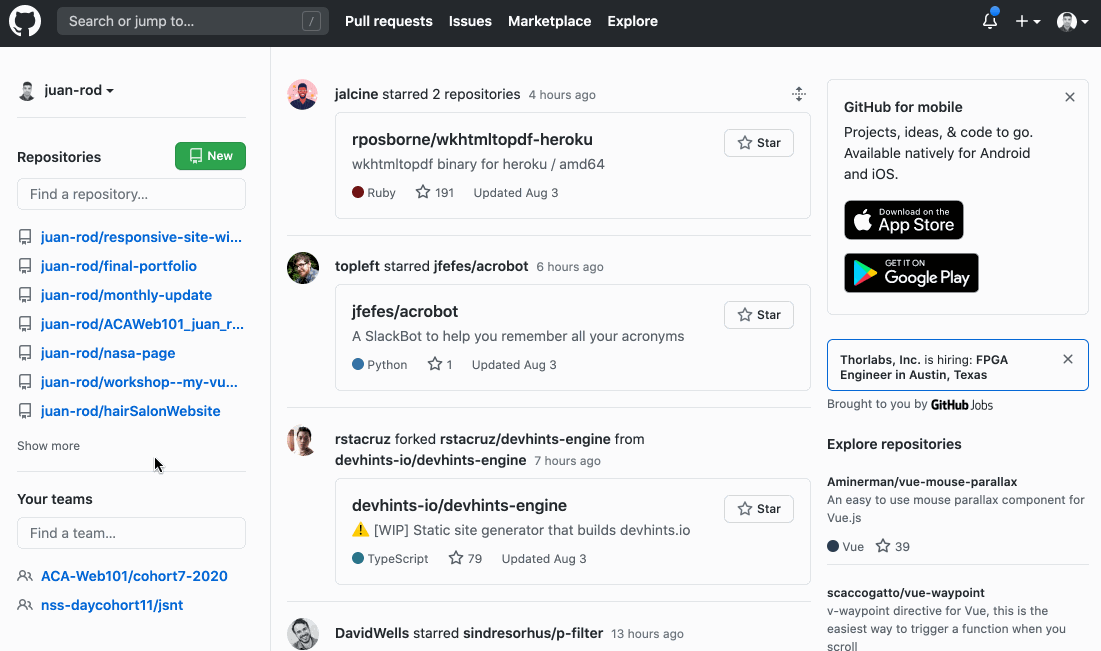 Search or jump to… /
Pull requests Issues Marketplace Explore
juan-rod
Repositories
New
Find a repository…
juan-rod/responsive-site-wi...
juan-rod/final-portfolio
juan-rod/monthly-update
juan-rod/ACAWeb101_juan_r...
juan-rod/nasa-page
juan-rod/workshop--my-vu...
juan-rod/hairSalonWebsite
Show more
Your teams
Find a team…
ACA-Web101/cohort7-2020
nss-daycohort11/jsnt
jalcine starred 2 repositories 4 hours ago
rposborne/wkhtmltopdf-heroku
Star
wkhtmltopdf binary for heroku / amd64
Ruby 191 Updated Aug 3
topleft starred jfefes/acrobot 6 hours ago
jfefes/acrobot
Star
A SlackBot to help you remember all your acronyms
Python 1 Updated Aug 3
rstacruz forked rstacruz/devhints-engine from
devhints-io/devhints-engine 7 hours ago
devhints-io/devhints-engine
Star
[WIP] Static site generator that builds devhints.io
TypeScript 79 Updated Aug 3
DavidWells starred sindresorhus/p-filter 13 hours ago
GitHub for mobile
Projects, ideas, & code to go.
Available natively for Android
and iOS.
Download on the
App Store
GET IT ON
Google Play
Thorlabs, Inc. is hiring: FPGA
Engineer in Austin, Texas
Brought to you by GitHub Jobs
Explore repositories
Aminerman/vue-mouse-parallax
An easy to use mouse parallax component for
Vue.js
Vue 39
scaccogatto/vue-waypoint
v-waypoint directive for Vue, this is the
easiest way to trigger a function when you
scroll